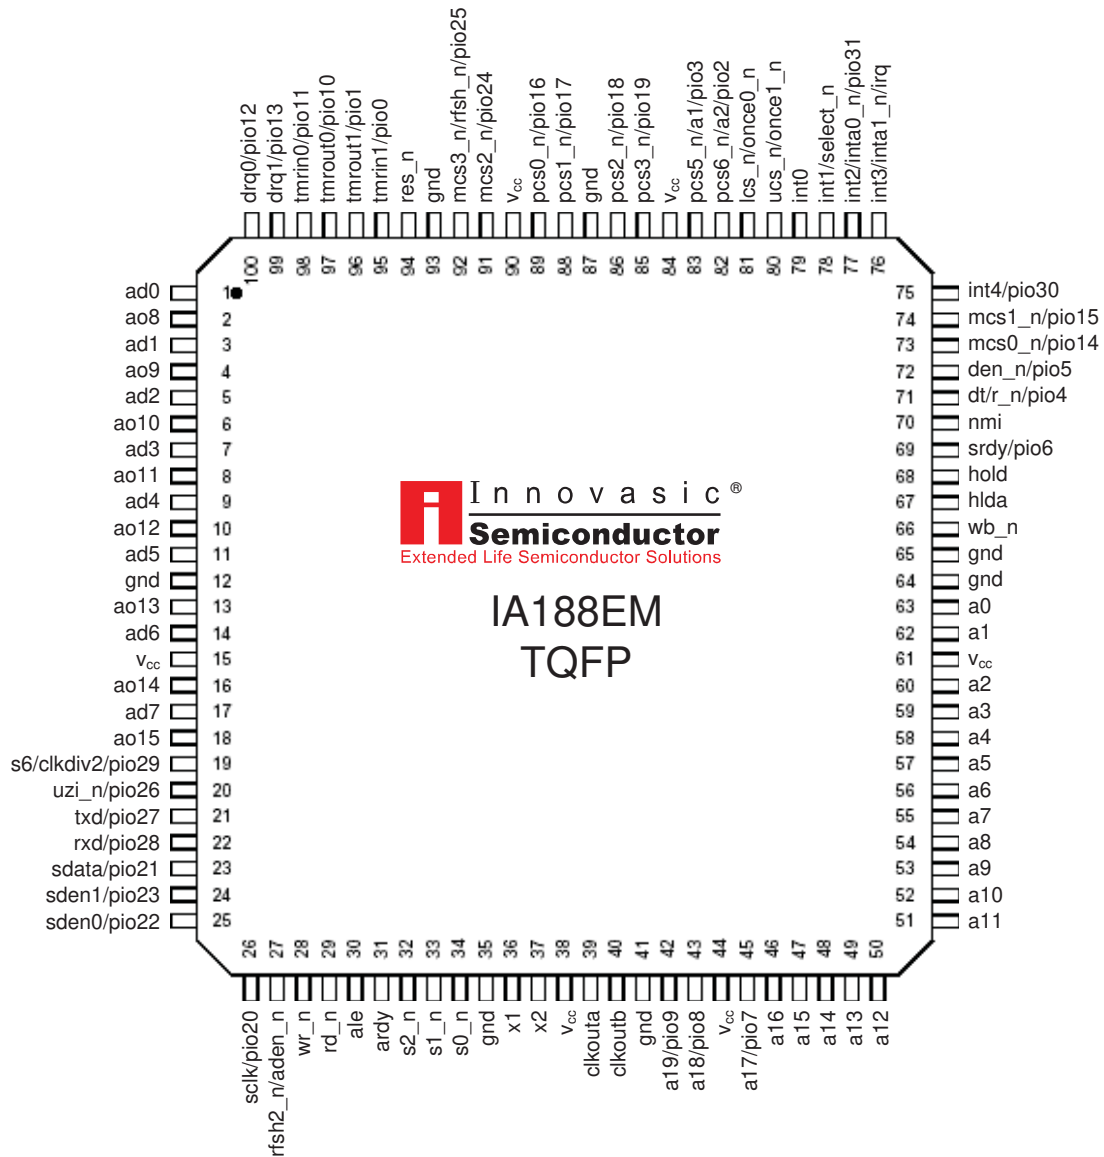 drq0/pio12
drq1/pio13
tmrin0/pio11
tmrout0/pio10
tmrout1/pio1
tmrin1/pio0
res_n
gnd
mcs3_n/rfsh_n/pio25
mcs2_n/pio24
vcc
pcs0_n/pio16
pcs1_n/pio17
gnd
pcs2_n/pio18
pcs3_n/pio19
vcc
pcs5_n/a1/pio3
pcs6_n/a2/pio2
lcs_n/once0_n
ucs_n/once1_n
int0
int1/select_n
int2/inta0_n/pio31
int3/inta1_n/irq
100
99
98
97
96
95
94
93
92
91
90
89
88
87
86
85
84
83
82
81
80
79
78
77
76
ad0 1
ao8 2
ad1 3
ao9 4
ad2 5
ao10 6
ad3 7
ao11 8
ad4 9
ao12 10
ad5 11
gnd 12
ao13 13
ad6 14
vcc 15
ao14 16
ad7 17
ao15 18
s6/clkdiv2/pio29 19
uzi_n/pio26 20
txd/pio27 21
rxd/pio28 22
sdata/pio21 23
sden1/pio23 24
sden0/pio22 25
i Innovasic ®
Semiconductor
Extended Life Semiconductor Solutions
IA188EM
TQFP
75 int4/pio30
74 mcs1_n/pio15
73 mcs0_n/pio14
72 den_n/pio5
71 dt/r_n/pio4
70 nmi
69 srdy/pio6
68 hold
67 hlda
66 wb_n
65 gnd
64 gnd
63 a0
62 a1
61 vcc
60 a2
59 a3
58 a4
57 a5
56 a6
55 a7
54 a8
53 a9
52 a10
51 a11
26
27
28
29
30
31
32
33
34
35
36
37
38
39
40
41
42
43
44
45
46
47
48
49
50
sclk/pio20
rfsh2_n/aden_n
wr_n
rd_n
ale
ardy
s2_n
s1_n
s0_n
gnd
x1
x2
vcc
clkouta
clkoutb
gnd
a19/pio9
a18/pio8
vcc
a17/pio7
a16
a15
a14
a13
a12